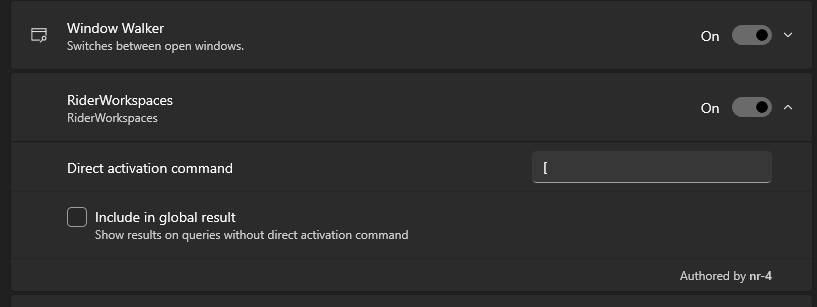 Window Walker
On
Switches between open windows.
RiderWorkspaces
On
RiderWorkspaces
Direct activation command
[
Include in global result
Show results on queries without direct activation command
Authored by nr-4